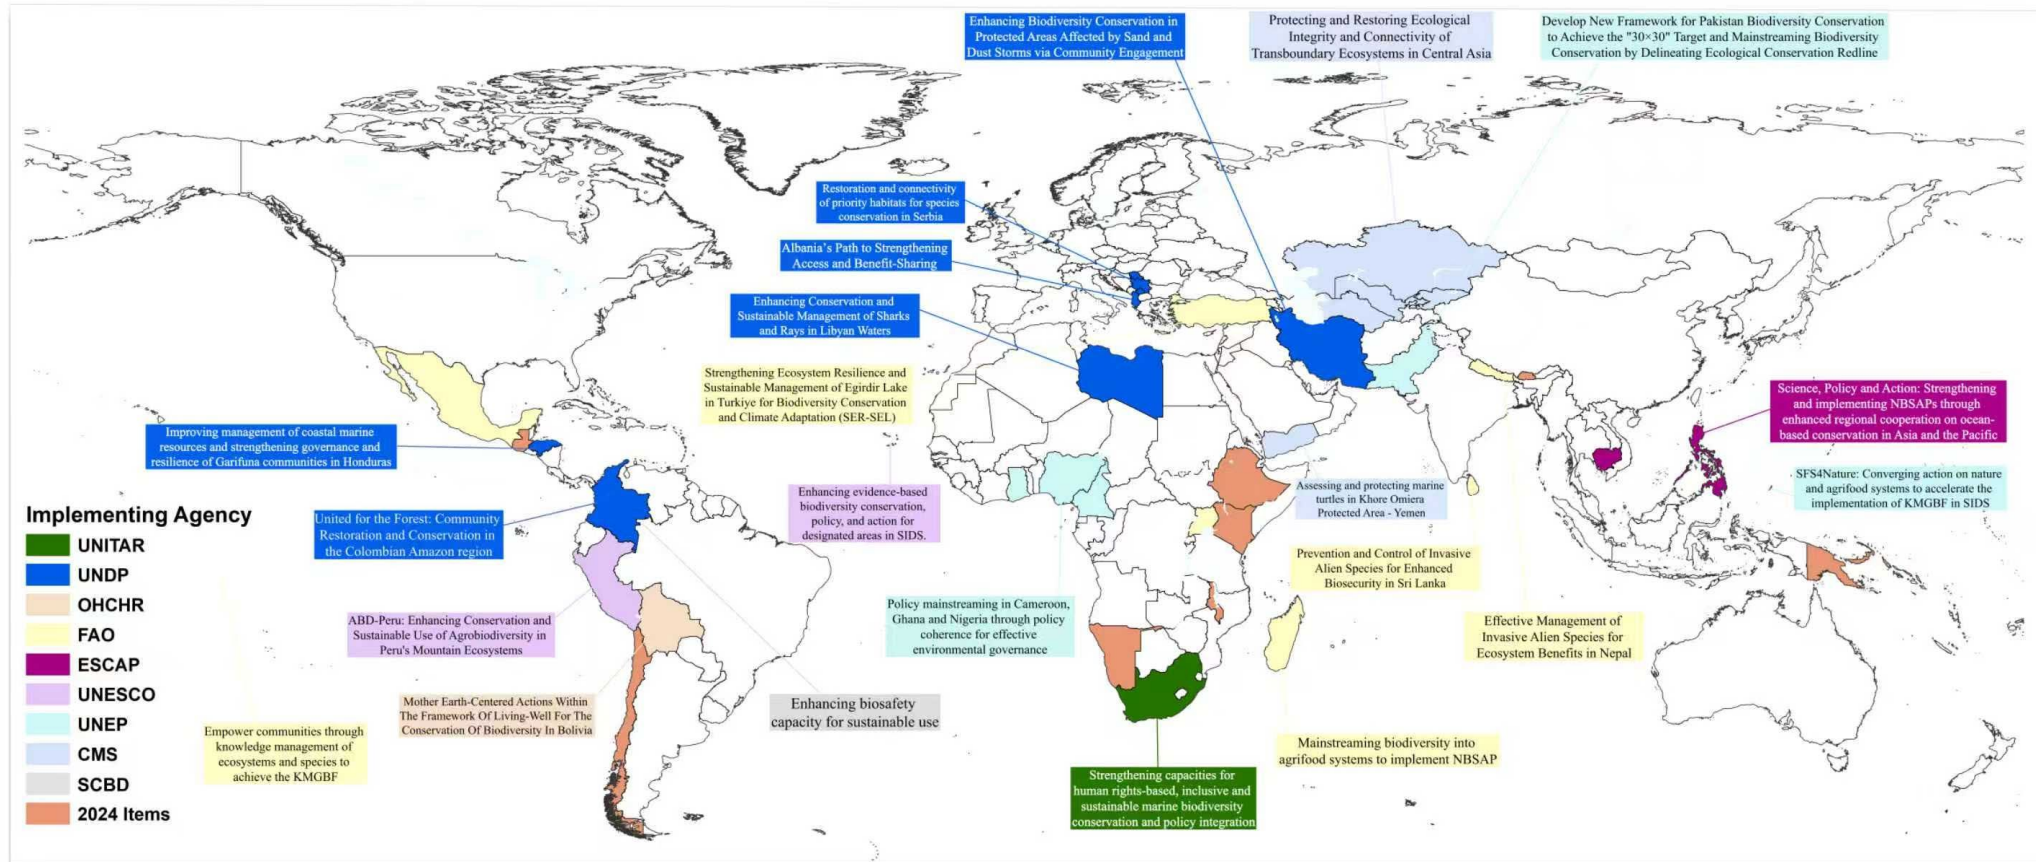 Enhancing Biodiversity Conservation in
Protected Areas Affected by Sand and
Dust Storms via Community Engagement
Protecting and Restoring Ecological
Integrity and Connectivity of
Transboundary Ecosystems in Central Asia
Develop New Framework for Pakistan Biodiversity Conservation
to Achieve the "30×30" Target and Mainstreaming Biodiversity
Conservation by Delineating Ecological Conservation Redline
Restoration and connectivity
of priority habitats for species
conservation in Serbia
Albania's Path to Strengthening
Access and Benefit-Sharing
Enhancing Conservation and
Sustainable Management of Sharks
and Rays in Libyan Waters
Strengthening Ecosystem Resilience and
Sustainable Management of Egirdir Lake
in Turkiye for Biodiversity Conservation
and Climate Adaptation (SER-SEL)
Science, Policy and Action: Strengthening
and implementing NBSAPs through
enhanced regional cooperation on ocean-
based conservation in Asia and the Pacific
Improving management of coastal marine
resources and strengthening governance and
resilience of Garifuna communities in Honduras
SFS4Nature: Converging action on nature
and agrifood systems to accelerate the
implementation of KMGBF in SIDS
Enhancing evidence-based
biodiversity conservation,
policy, and action for
designated areas in SIDS.
Assessing and protecting marine
turtles in Khore Omiera
Protected Area - Yemen
United for the Forest: Community
Restoration and Conservation in
the Colombian Amazon region
Prevention and Control of Invasive
Alien Species for Enhanced
Biosecurity in Sri Lanka
Policy mainstreaming in Cameroon,
Ghana and Nigeria through policy
coherence for effective
environmental governance
ABD-Peru: Enhancing Conservation and
Sustainable Use of Agrobiodiversity in
Peru's Mountain Ecosystems
Effective Management of
Invasive Alien Species for
Ecosystem Benefits in Nepal
Mother Earth-Centered Actions Within
The Framework Of Living-Well For The
Conservation Of Biodiversity In Bolivia
Enhancing biosafety
capacity for sustainable use
Empower communities through
knowledge management of
ecosystems and species to
achieve the KMGBF
Mainstreaming biodiversity into
agrifood systems to implement NBSAP
Strengthening capacities for
human rights-based, inclusive and
sustainable marine biodiversity
conservation and policy integration
Implementing Agency
UNITAR
UNDP
OHCHR
FAO
ESCAP
UNESCO
UNEP
CMS
SCBD
2024 Items